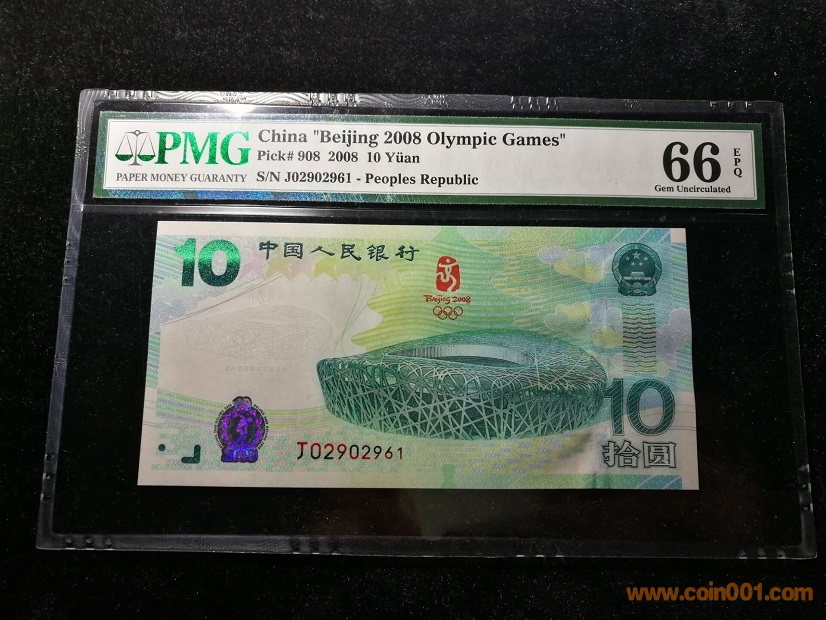 PMG
PAPER MONEY GUARANTY
China "Beijing 2008 Olympic Games"
Pick# 908 2008 10 Yüan
S/N J02902961 - Peoples Republic
66
EPQ
Gem Uncirculated
10
中国人民银行
Beijing 2008
J02902961
10
拾圆
www.coin001.com